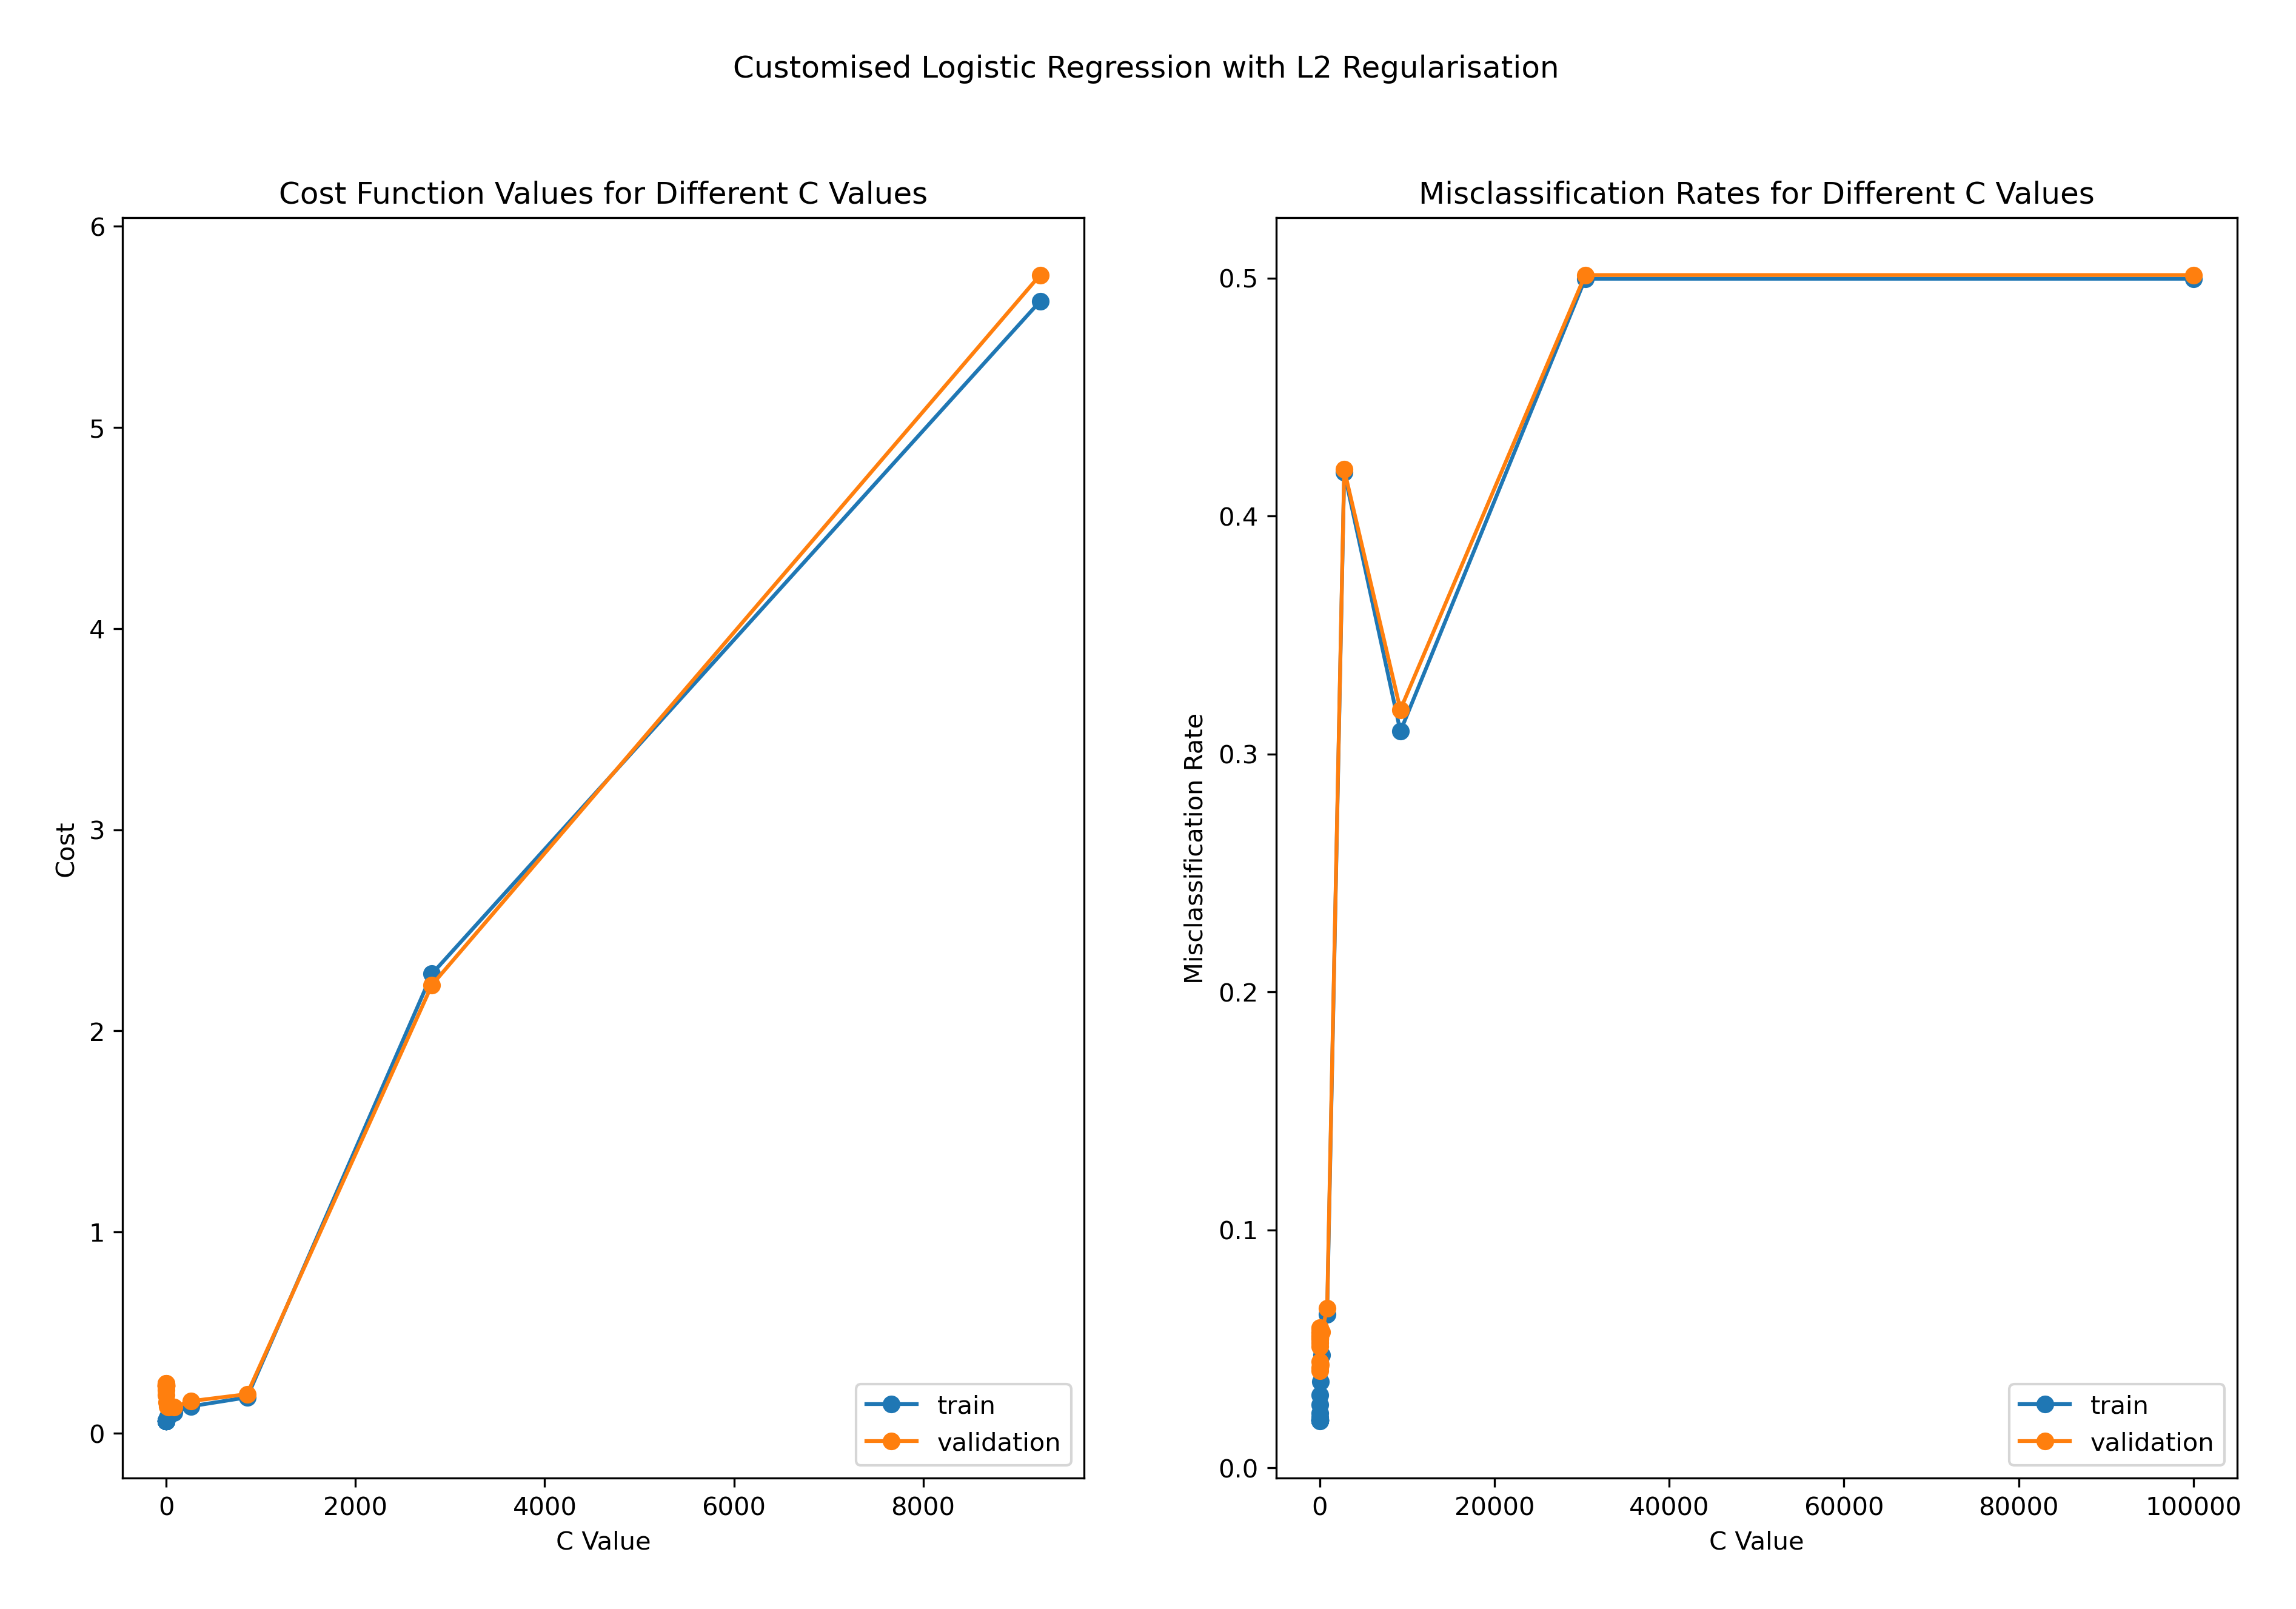 Customised Logistic Regression with L2 Regularisation
Cost Function Values for Different C Values
6
5
4
3
2
1
0
Cost
0 2000 4000 6000 8000
C Value
train
validation
Misclassification Rates for Different C Values
0.5
0.4
0.3
0.2
0.1
0.0
Misclassification Rate
0 20000 40000 60000 80000 100000
C Value
train
validation